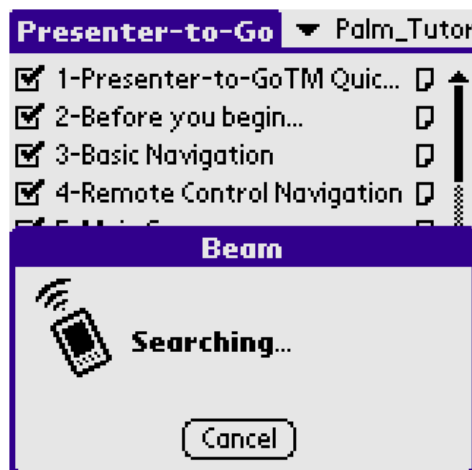 Presenter-to-Go Palm_Tutor
1-Presenter-to-GoTM Quic...
2-Before you begin...
3-Basic Navigation
4-Remote Control Navigation
Beam
Searching...
Cancel